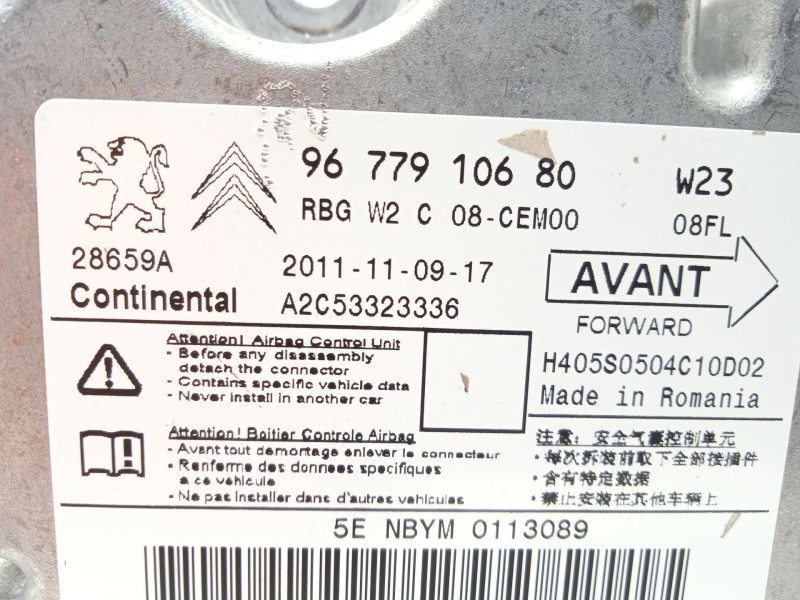 96 779 106 80
W23
RBG W2 C 08-CEM00
08FL
28659A
2011-11-09-17
AVANT
Continental
A2C53323336
FORWARD
Attention! Airbag Control Unit
- Before any disassembly
detach the connector
- Contains specific vehicle data
- Never install in another car
H405S0504C10D02
Made in Romania
Attention! Boitier Controle Airbag
- Avant tout demontage enlever le connecteur
- Renferme des donnees specifiques
a ce vehicule
- Ne pas installer dans d'autres vehicules
注意: 安全气囊控制单元
• 每次拆装前取下全部接插件
• 含有特定数据
• 禁止安装在其他车辆上
5E NBYM 0113089